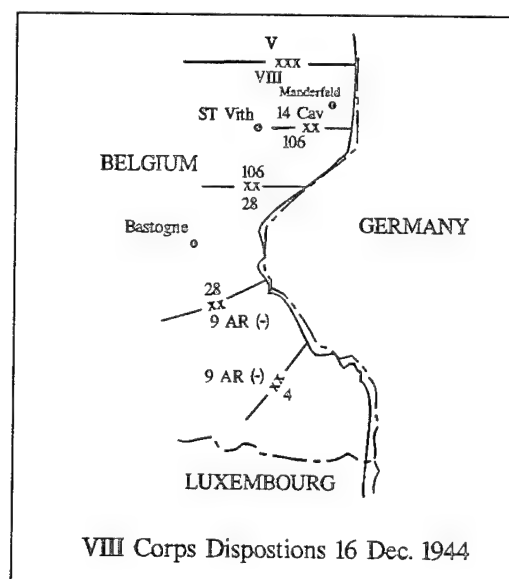 V
xxx
VIII
Manderfeld
ST Vith
14 Cav
xx
106
BELGIUM
106
xx
28
Bastogne
GERMANY
28
xx
9 AR (-)
9 AR (-)
xx
4
LUXEMBOURG
VIII Corps Dispostions 16 Dec. 1944